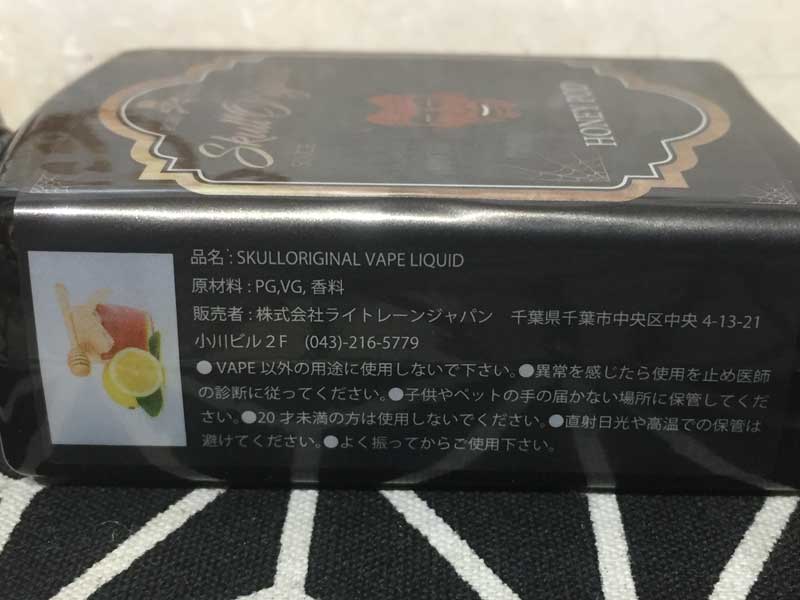 Skull
HONEY POD
品名:SKULLORIGINAL VAPE LIQUID
原材料:PG,VG, 香料
販売者:株式会社ライトレーンジャパン 千葉県千葉市中央区中央 4-13-21
小川ビル２F (043)-216-5779
●VAPE 以外の用途に使用しないで下さい。●異常を感じたら使用を止め医師
の診断に従ってください。●子供やペットの手の届かない場所に保管してくだ
さい。●20 才未満の方は使用しないでください。●直射日光や高温での保管は
避けてください。●よく振ってからご使用下さい。